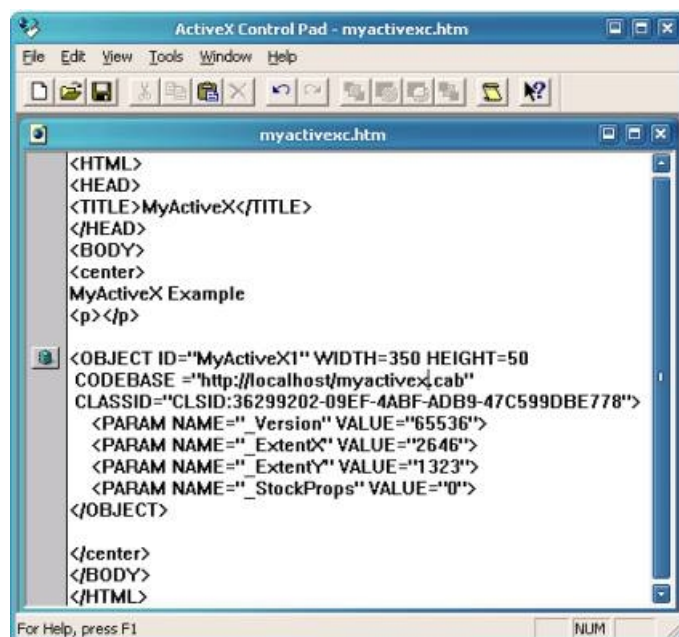 ActiveX Control Pad - myactivexc.htm
File Edit View Tools Window Help
myactivexc.htm
<HTML>
<HEAD>
<TITLE>MyActiveX</TITLE>
</HEAD>
<BODY>
<center>
MyActiveX Example
<p></p>
<OBJECT ID="MyActiveX1" WIDTH=350 HEIGHT=50
CODEBASE ="http://localhost/myactivex.cab"
CLASSID="CLSID:36299202-09EF-4ABF-ADB9-47C599DBE778">
<PARAM NAME="_Version" VALUE="65536">
<PARAM NAME="_ExtentX" VALUE="2646">
<PARAM NAME="_ExtentY" VALUE="1323">
<PARAM NAME="_StockProps" VALUE="0">
</OBJECT>
</center>
</BODY>
</HTML>
For Help, press F1 NUM